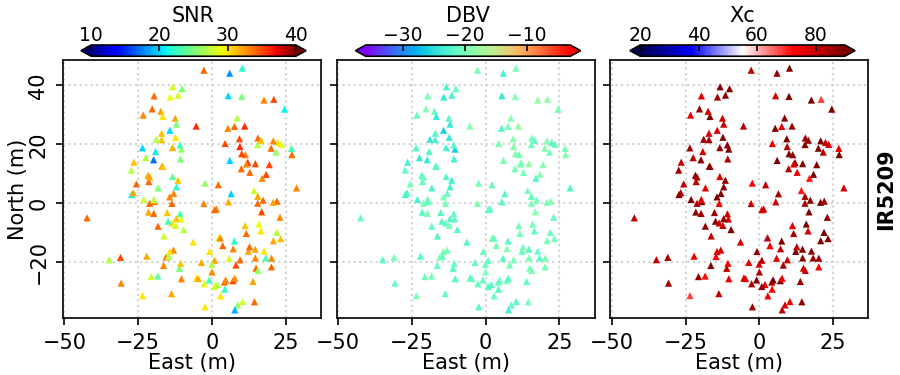 SNR DBV Xc
10 20 30 40 −30 −20 −10 20 40 60 80
North (m)
40
20
0
−20
IR5209
−50 −25 0 25 −50 −25 0 25 −50 −25 0 25
East (m) East (m) East (m)